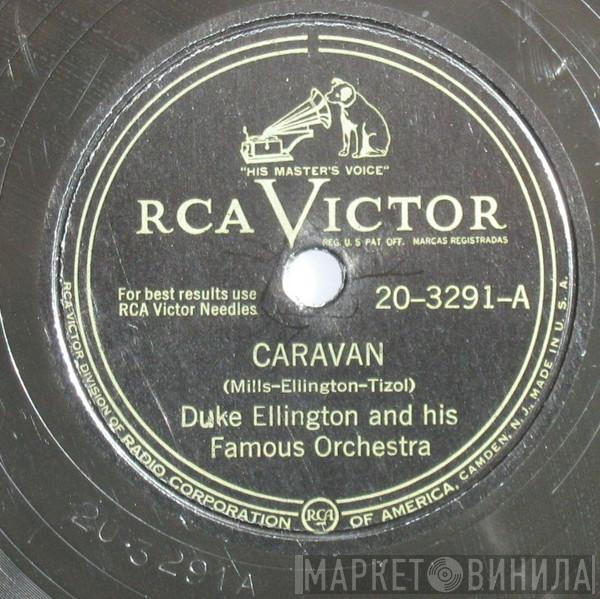 "HIS MASTER'S VOICE"
RCA VICTOR
REG. U.S. PAT. OFF. MARCAS REGISTRADAS
For best results use
RCA Victor Needles
20-3291-A
CARAVAN
(Mills-Ellington-Tizol)
Duke Ellington and his
Famous Orchestra
RCA VICTOR DIVISION OF RADIO CORPORATION OF AMERICA, CAMDEN, N.J., MADE IN U.S.A.
RCA
20-3291A
МАРКЕТ ВИНИЛА